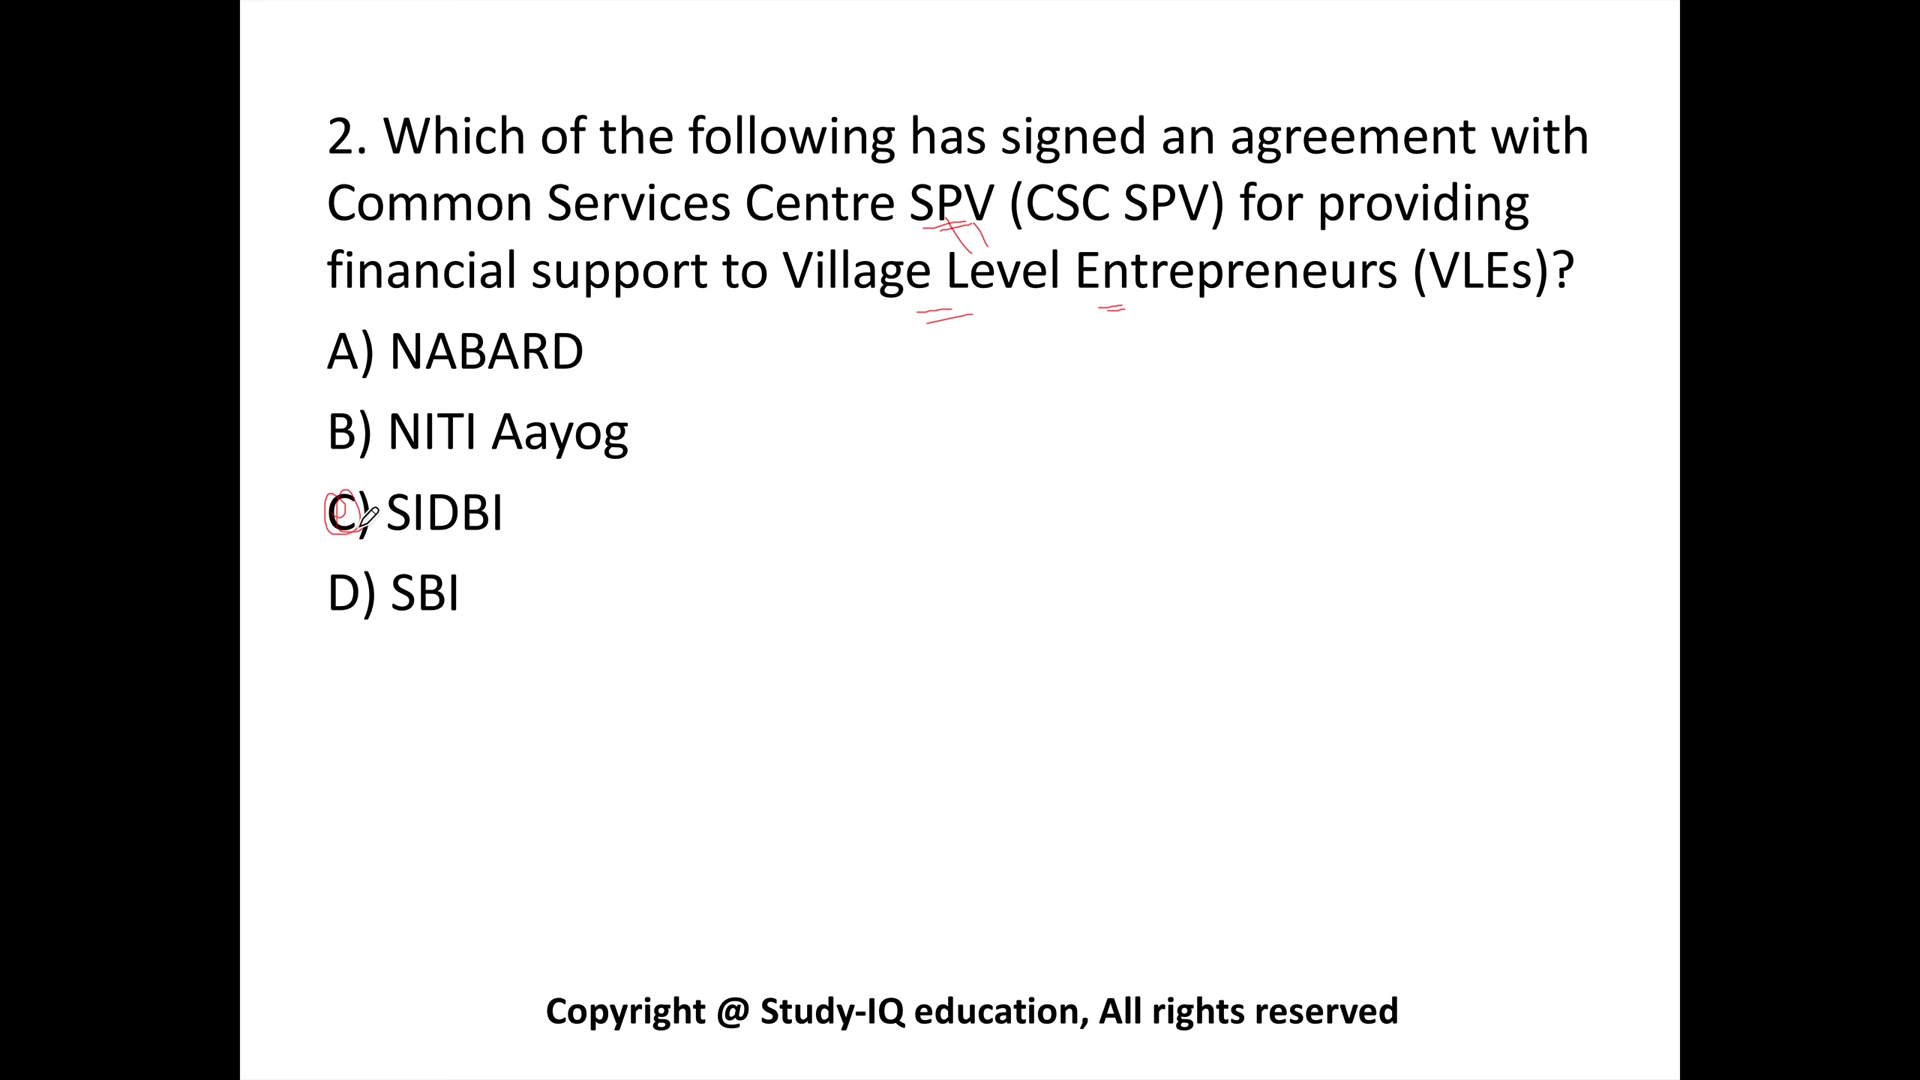 2. Which of the following has signed an agreement with
Common Services Centre SPV (CSC SPV) for providing
financial support to Village Level Entrepreneurs (VLEs)?
A) NABARD
B) NITI Aayog
C) SIDBI
D) SBI
Copyright @ Study-IQ education, All rights reserved